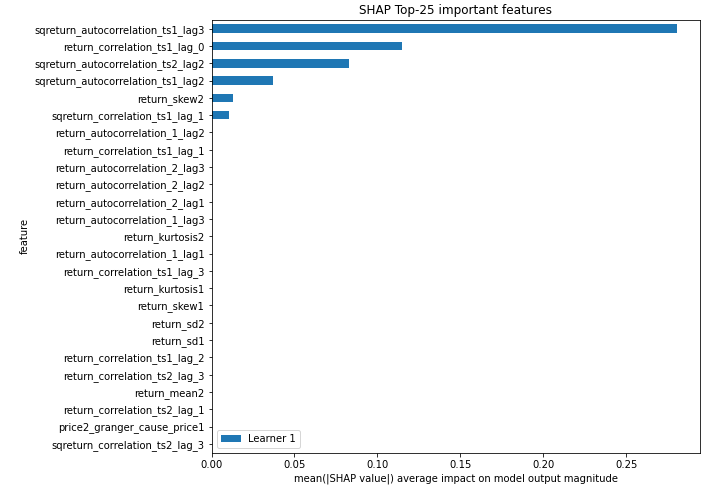 SHAP Top-25 important features
sqreturn_autocorrelation_ts1_lag3
return_correlation_ts1_lag_0
sqreturn_autocorrelation_ts2_lag2
sqreturn_autocorrelation_ts1_lag2
return_skew2
sqreturn_correlation_ts1_lag_1
return_autocorrelation_1_lag2
return_correlation_ts1_lag_1
return_autocorrelation_2_lag3
return_autocorrelation_2_lag2
return_autocorrelation_2_lag1
return_autocorrelation_1_lag3
return_kurtosis2
return_autocorrelation_1_lag1
return_correlation_ts1_lag_3
return_kurtosis1
return_skew1
return_sd2
return_sd1
return_correlation_ts1_lag_2
return_correlation_ts2_lag_3
return_mean2
return_correlation_ts2_lag_1
price2_granger_cause_price1
sqreturn_correlation_ts2_lag_3
feature
Learner 1
0.00 0.05 0.10 0.15 0.20 0.25
mean(|SHAP value|) average impact on model output magnitude